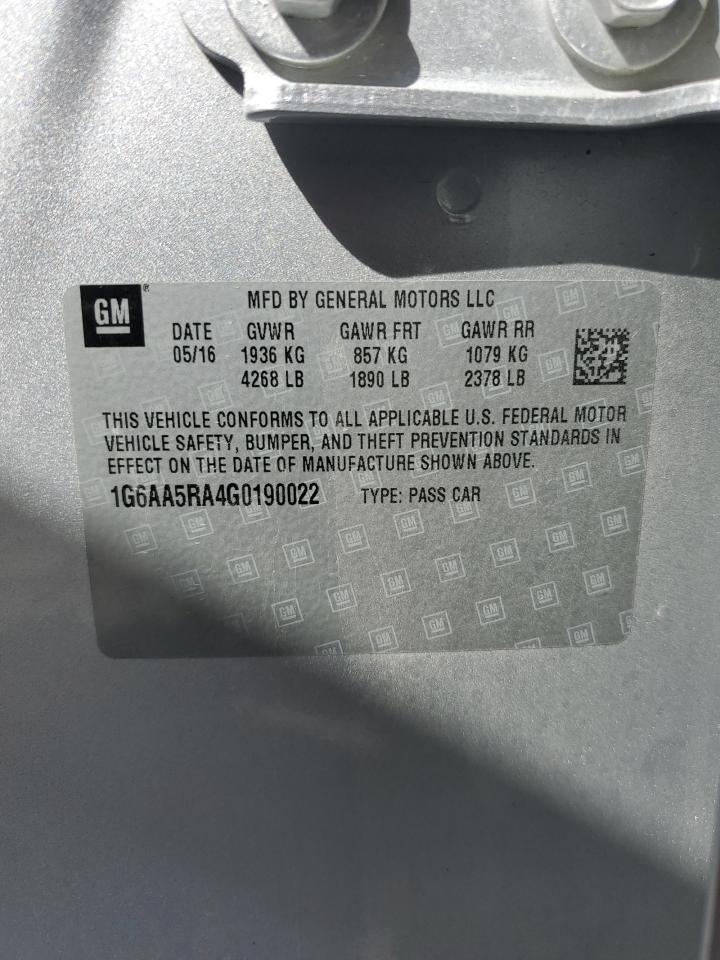 GM ®
MFD BY GENERAL MOTORS LLC
DATE GVWR GAWR FRT GAWR RR
05/16 1936 KG 857 KG 1079 KG
4268 LB 1890 LB 2378 LB
THIS VEHICLE CONFORMS TO ALL APPLICABLE U.S. FEDERAL MOTOR
VEHICLE SAFETY, BUMPER, AND THEFT PREVENTION STANDARDS IN
EFFECT ON THE DATE OF MANUFACTURE SHOWN ABOVE.
1G6AA5RA4G0190022 TYPE: PASS CAR